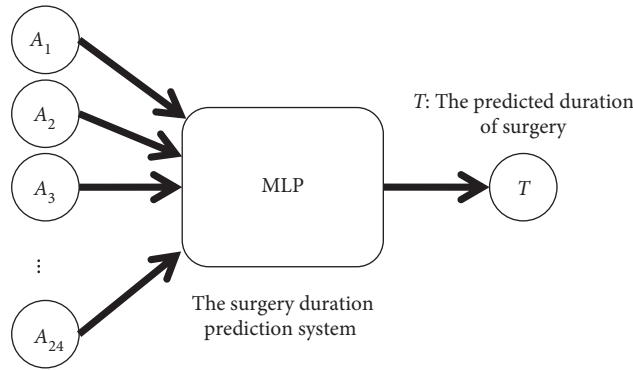 A1
A2
A3
⋮
A24
MLP
The surgery duration
prediction system
T: The predicted duration
of surgery
T